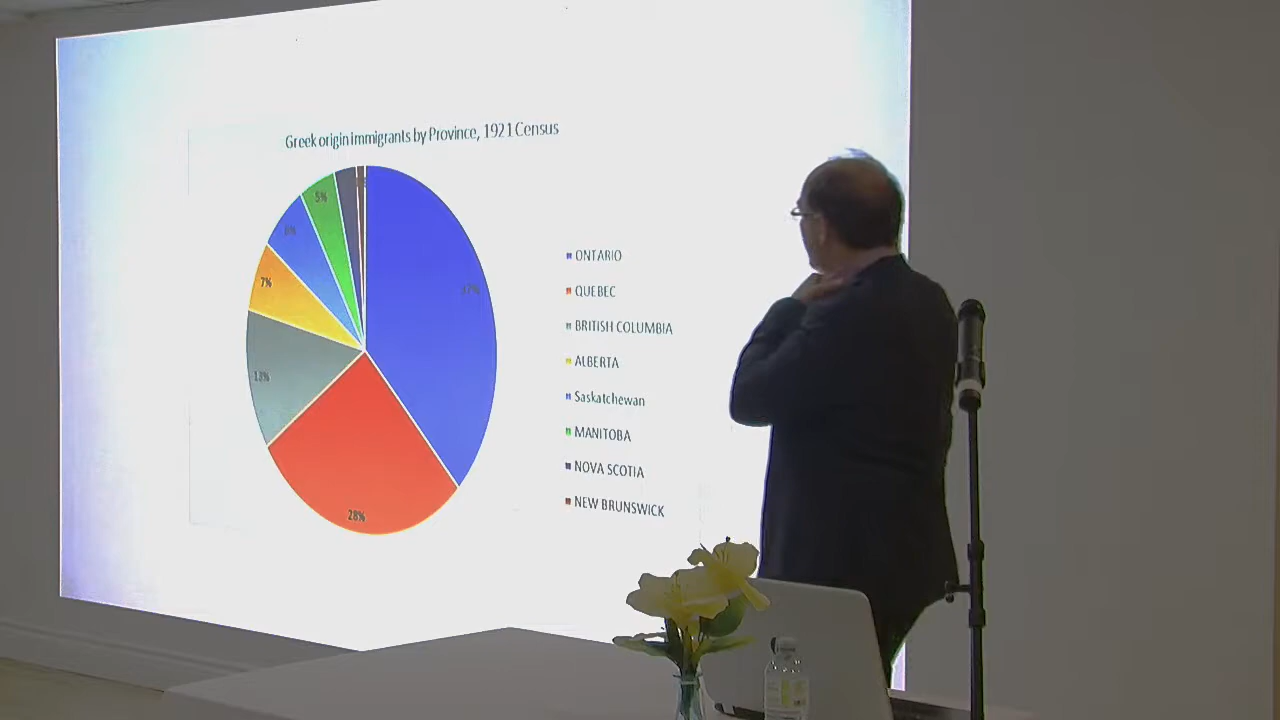 Greek origin immigrants by Province, 1921 Census
5%
7%
13%
28%
ONTARIO
QUEBEC
BRITISH COLUMBIA
ALBERTA
Saskatchewan
MANITOBA
NOVA SCOTIA
NEW BRUNSWICK